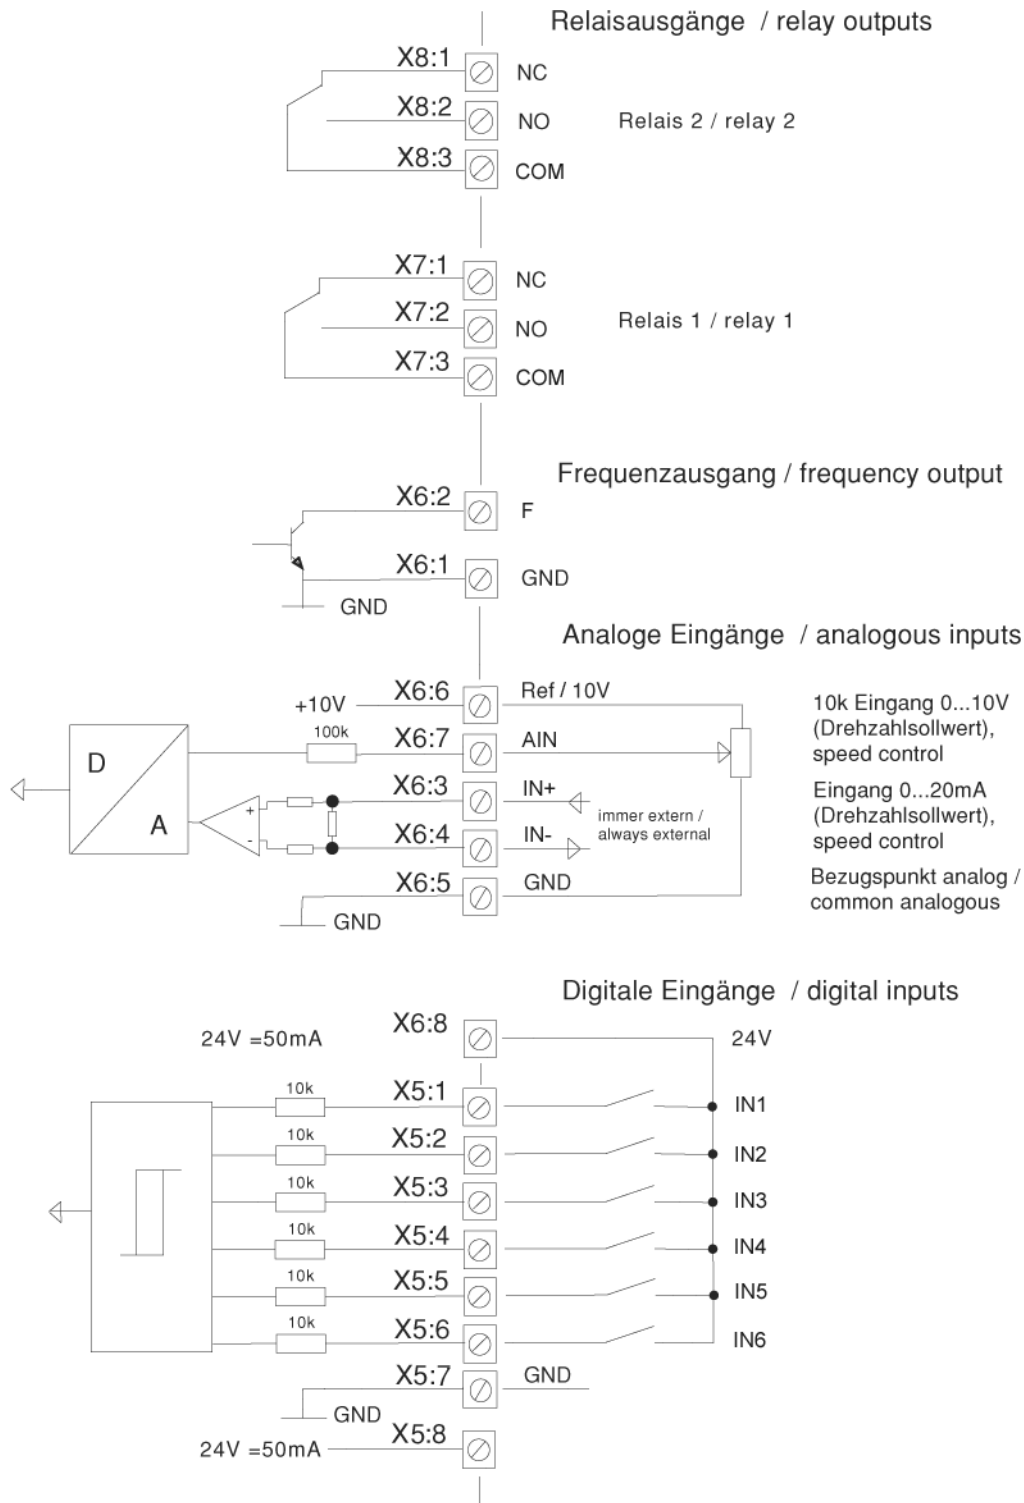 Relaisausgänge / relay outputs
X8:1 NC
X8:2 NO Relais 2 / relay 2
X8:3 COM
X7:1 NC
X7:2 NO Relais 1 / relay 1
X7:3 COM
Frequenzausgang / frequency output
X6:2 F
X6:1 GND
GND
Analoge Eingänge / analogous inputs
+10V X6:6 Ref / 10V
100k X6:7 AIN
10k Eingang 0...10V
(Drehzahlsollwert),
speed control
D
A
+
-
X6:3 IN+
X6:4 IN-
immer extern /
always external
Eingang 0...20mA
(Drehzahlsollwert),
speed control
X6:5 GND
GND
Bezugspunkt analog /
common analogous
Digitale Eingänge / digital inputs
24V =50mA X6:8 24V
10k X5:1 IN1
10k X5:2 IN2
10k X5:3 IN3
10k X5:4 IN4
10k X5:5 IN5
10k X5:6 IN6
X5:7 GND
GND
24V =50mA X5:8